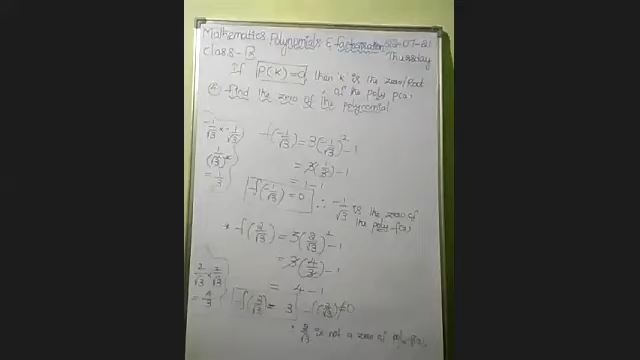 Mathematics Polynomials & factorisation 22-07-21
Class- Thursday
If P(K)=0 then 'k' is the zero/Root
of the poly p(x)
④ Find the zero of the polynomial
-1/√3 × -1/√3
(1/√3)²
= 1/3
f(-1/√3) = 3(-1/√3)² -1
= 3(1/3) -1
= 1-1
f(-1/√3) = 0 ∴ -1/√3 is the zero of
the poly f(x)
* f(2/√3) = 3(2/√3)² -1
= 3(4/3) -1
= 4-1
2/√3 × 2/√3
= 4/3
f(2/√3) = 3 f(2/√3) ≠ 0
∴ 2/√3 is not a zero of poly f(x)